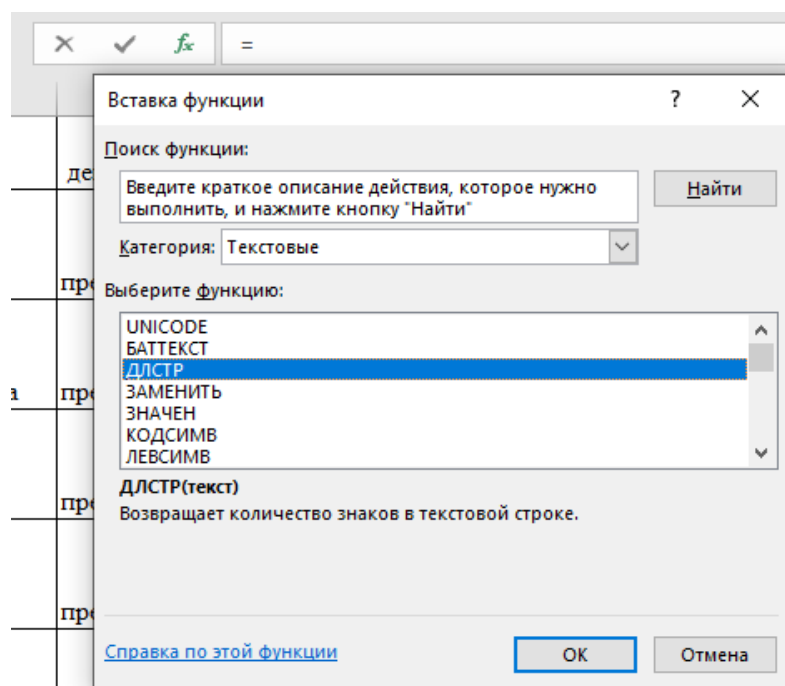 fx =
Вставка функции ?
Поиск функции:
Введите краткое описание действия, которое нужно
выполнить, и нажмите кнопку "Найти"
Найти
Категория: Текстовые
Выберите функцию:
UNICODE
БАТТЕКСТ
ДЛСТР
ЗАМЕНИТЬ
ЗНАЧЕН
КОДСИМВ
ЛЕВСИМВ
ДЛСТР(текст)
Возвращает количество знаков в текстовой строке.
Справка по этой функции
ОК
Отмена